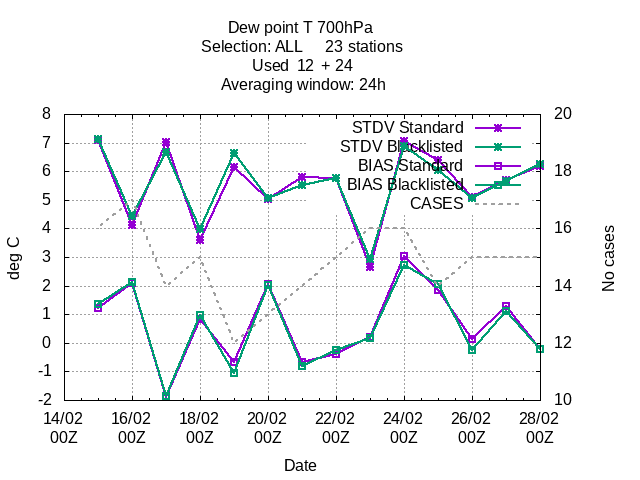 Dew point T 700hPa
Selection: ALL 23 stations
Used 12 + 24
Averaging window: 24h
STDV Standard
STDV Blacklisted
BIAS Standard
BIAS Blacklisted
CASES
deg C
8
7
6
5
4
3
2
1
0
-1
-2
20
18
16
14
12
10
No cases
14/02 16/02 18/02 20/02 22/02 24/02 26/02 28/02
00Z 00Z 00Z 00Z 00Z 00Z 00Z 00Z
Date